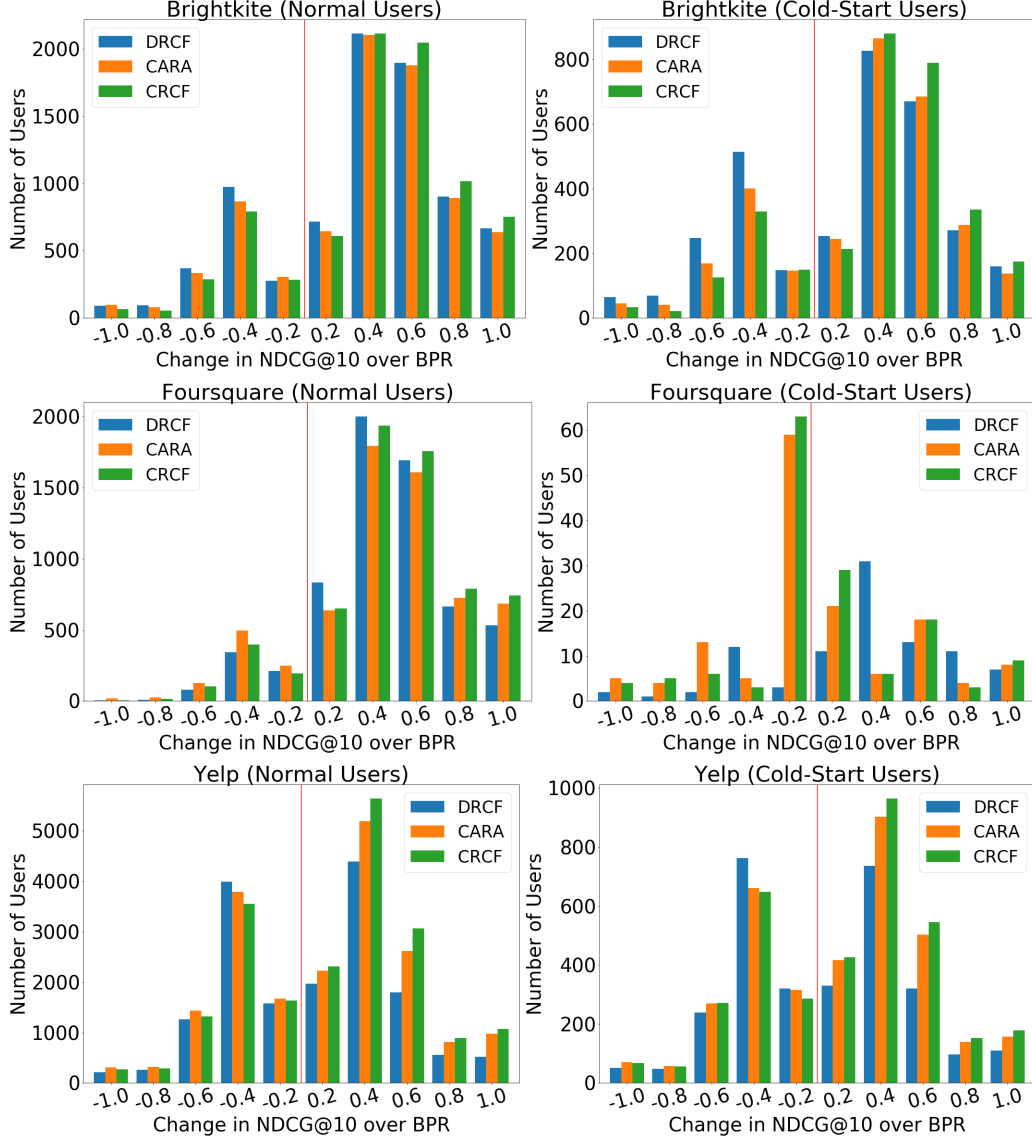 Brightkite (Normal Users)
Number of Users
2000
1500
1000
500
0
DRCF
CARA
CRCF
-1.0 -0.8 -0.6 -0.4 -0.2 0.2 0.4 0.6 0.8 1.0
Change in NDCG@10 over BPR
Brightkite (Cold-Start Users)
Number of Users
800
600
400
200
0
DRCF
CARA
CRCF
-1.0 -0.8 -0.6 -0.4 -0.2 0.2 0.4 0.6 0.8 1.0
Change in NDCG@10 over BPR
Foursquare (Normal Users)
Number of Users
2000
1500
1000
500
0
DRCF
CARA
CRCF
-1.0 -0.8 -0.6 -0.4 -0.2 0.2 0.4 0.6 0.8 1.0
Change in NDCG@10 over BPR
Foursquare (Cold-Start Users)
Number of Users
60
50
40
30
20
10
0
DRCF
CARA
CRCF
-1.0 -0.8 -0.6 -0.4 -0.2 0.2 0.4 0.6 0.8 1.0
Change in NDCG@10 over BPR
Yelp (Normal Users)
Number of Users
5000
4000
3000
2000
1000
0
DRCF
CARA
CRCF
-1.0 -0.8 -0.6 -0.4 -0.2 0.2 0.4 0.6 0.8 1.0
Change in NDCG@10 over BPR
Yelp (Cold-Start Users)
Number of Users
1000
800
600
400
200
0
DRCF
CARA
CRCF
-1.0 -0.8 -0.6 -0.4 -0.2 0.2 0.4 0.6 0.8 1.0
Change in NDCG@10 over BPR